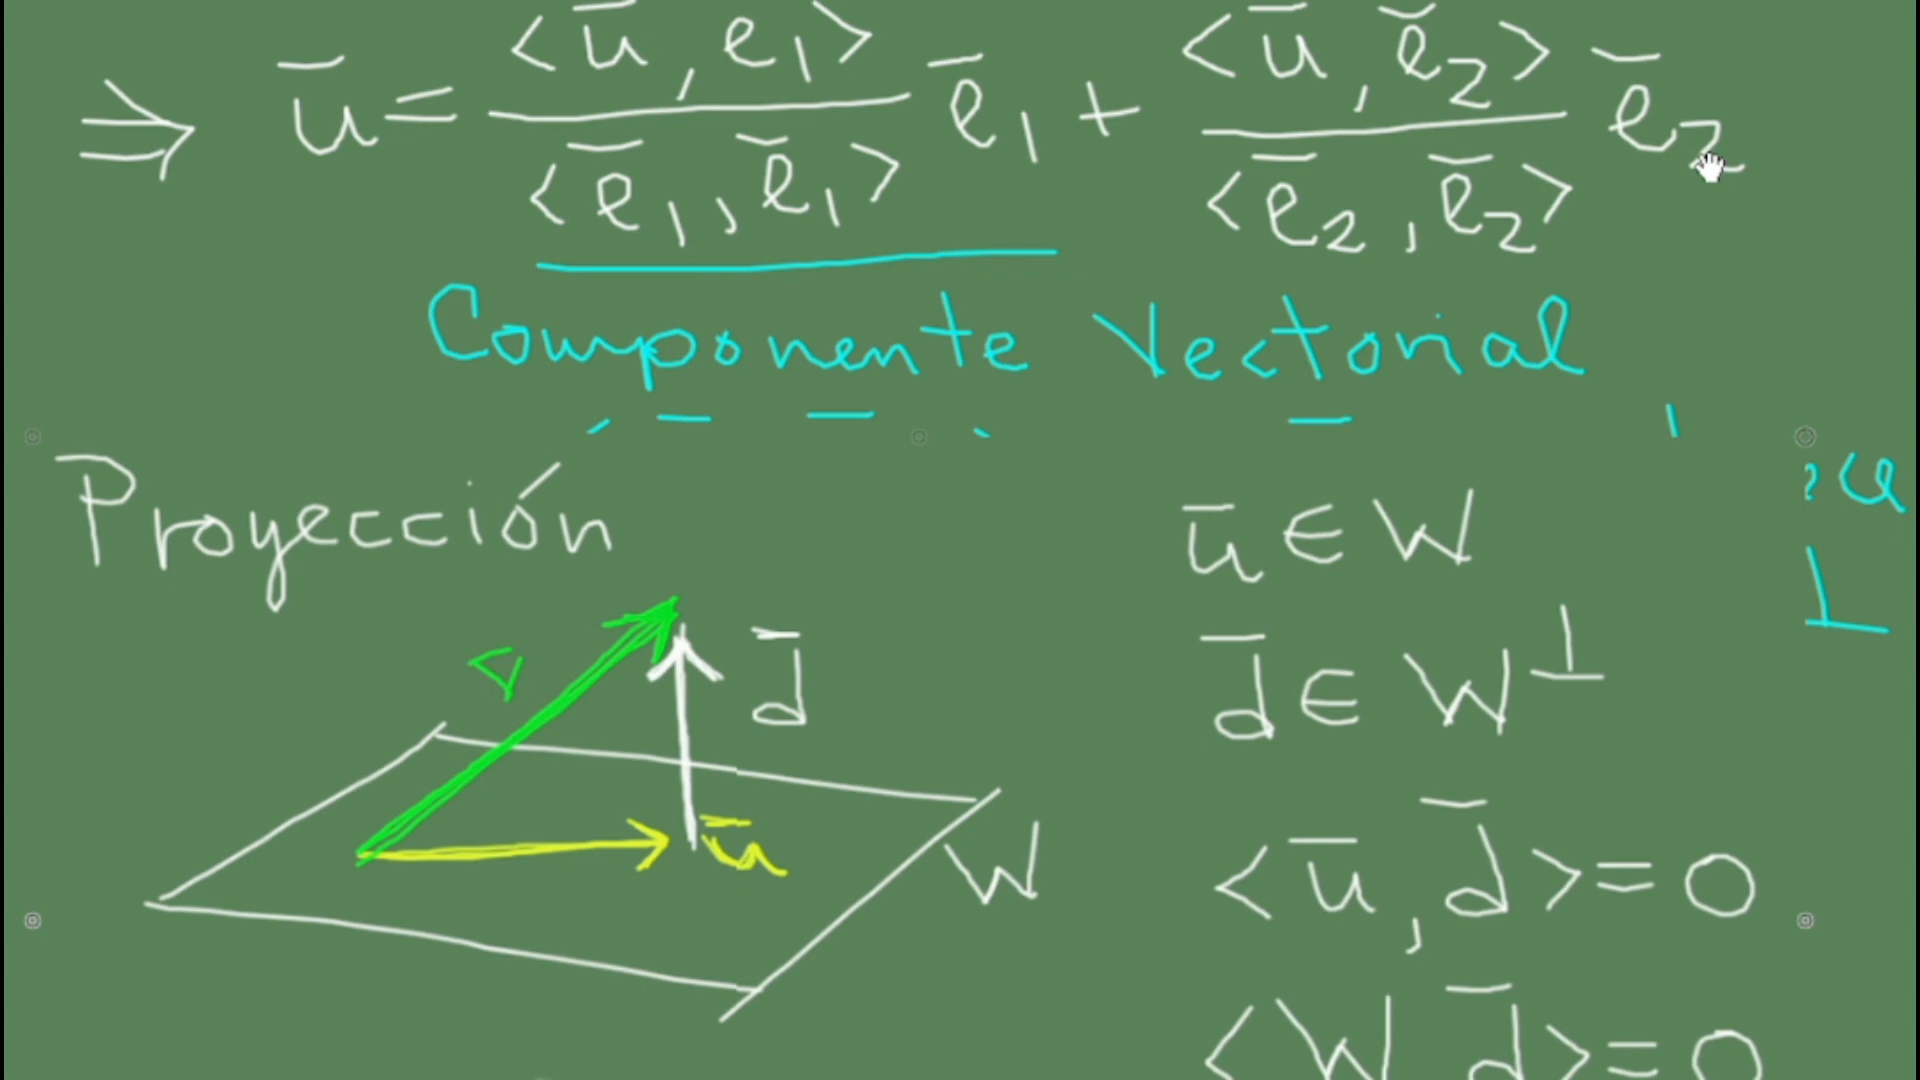 ⇒ ū = <ū, e₁> / <ē₁, ē₁> ē₁ + <ū, ē₂> / <ē₂, ē₂> ē₂
Componente Vectorial
Proyección
ū ∈ W
d̄ ∈ W⊥
d̄
ū
W
<ū, d̄> = 0
<W d̄> = 0